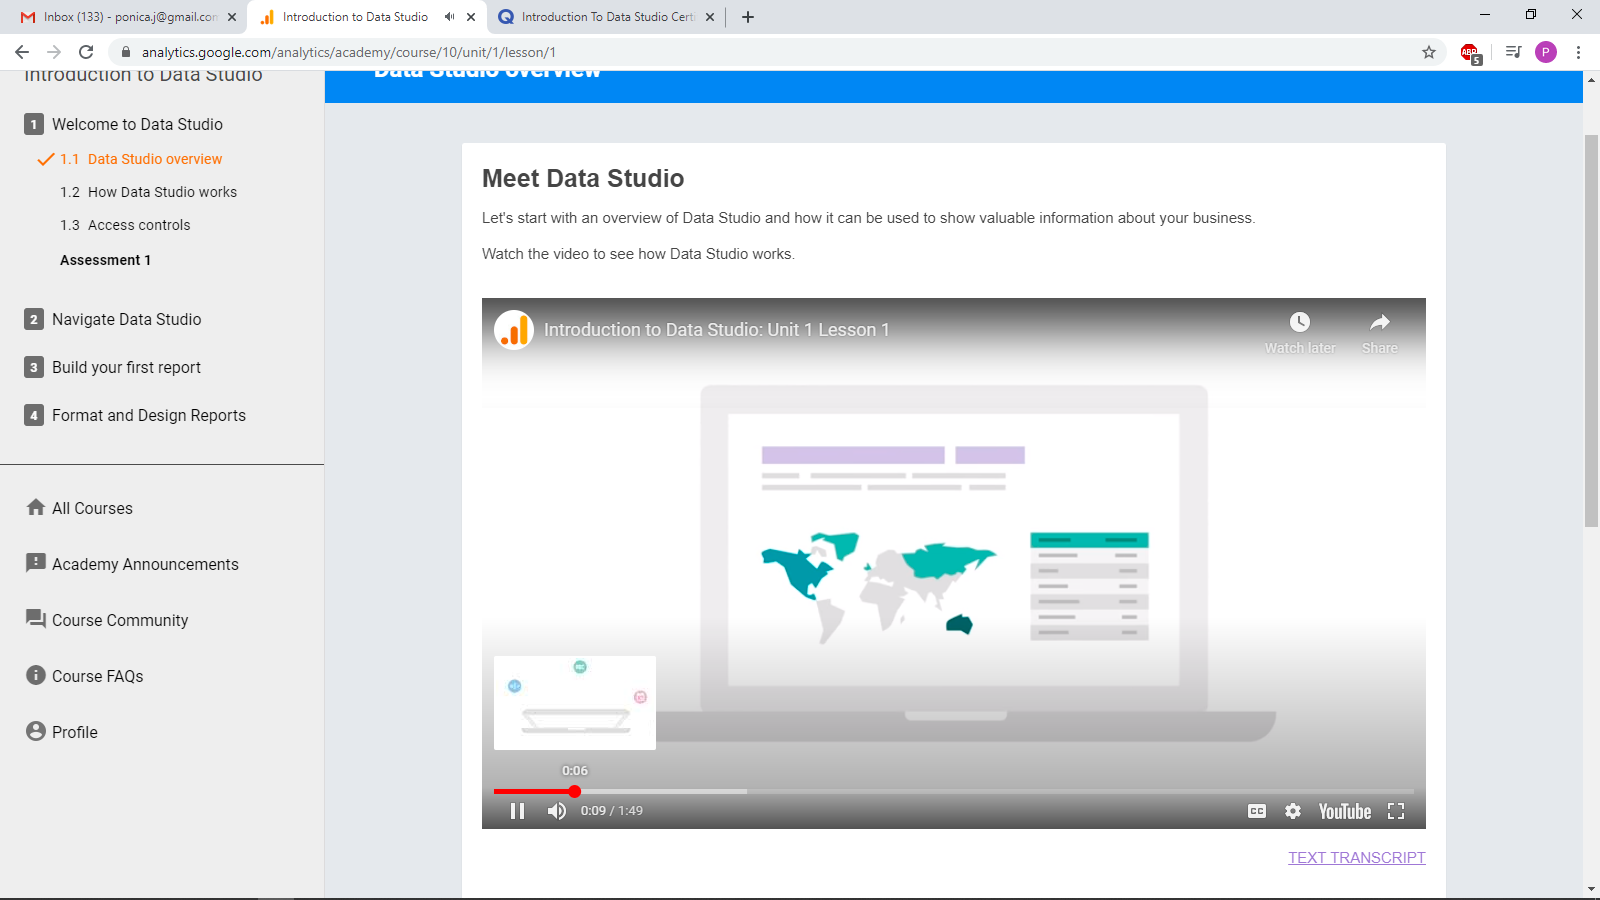 Inbox (133) - ponica.j@gmail.com
Introduction to Data Studio
Introduction To Data Studio Certi
analytics.google.com/analytics/academy/course/10/unit/1/lesson/1
ABP
5
P
Introduction to Data Studio
1 Welcome to Data Studio
1.1 Data Studio overview
1.2 How Data Studio works
1.3 Access controls
Assessment 1
2 Navigate Data Studio
3 Build your first report
4 Format and Design Reports
All Courses
Academy Announcements
Course Community
Course FAQs
Profile
Data Studio overview
Meet Data Studio
Let's start with an overview of Data Studio and how it can be used to show valuable information about your business.
Watch the video to see how Data Studio works.
Introduction to Data Studio: Unit 1 Lesson 1
Watch later
Share
0:06
0:09 / 1:49
CC
YouTube
TEXT TRANSCRIPT